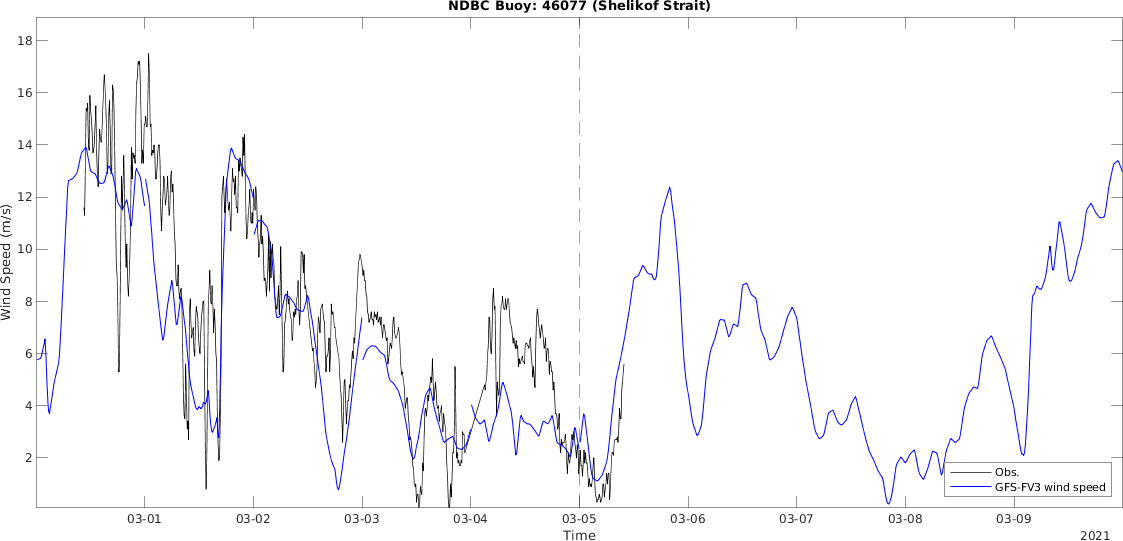 NDBC Buoy: 46077 (Shelikof Strait)
18
16
14
12
10
8
6
4
2
Wind Speed (m/s)
03-01 03-02 03-03 03-04 03-05 03-06 03-07 03-08 03-09
Time
2021
Obs.
GFS-FV3 wind speed